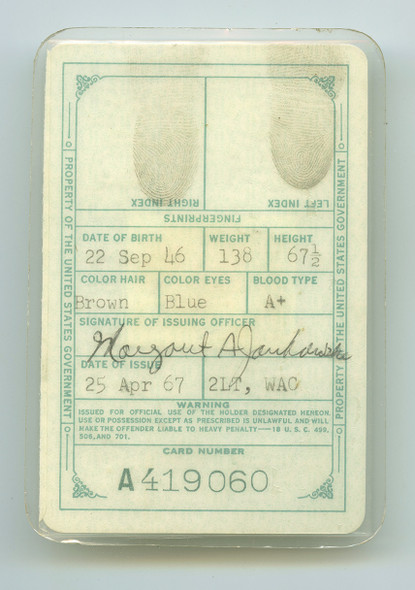 RIGHT INDEX LEFT INDEX
FINGERPRINTS
DATE OF BIRTH WEIGHT HEIGHT
22 Sep 46 138 67½
COLOR HAIR COLOR EYES BLOOD TYPE
Brown Blue A+
SIGNATURE OF ISSUING OFFICER
Margaret A Jankowski
DATE OF ISSUE
25 Apr 67 2LT, WAC
WARNING
ISSUED FOR OFFICIAL USE OF THE HOLDER DESIGNATED HEREON.
USE OR POSSESSION EXCEPT AS PRESCRIBED IS UNLAWFUL AND WILL
MAKE THE OFFENDER LIABLE TO HEAVY PENALTY—18 U. S. C. 499,
506, AND 701.
CARD NUMBER
A419060
PROPERTY OF THE UNITED STATES GOVERNMENT
PROPERTY OF THE UNITED STATES GOVERNMENT